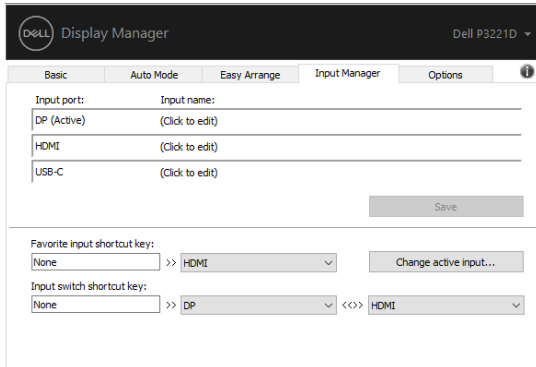 DELL Display Manager Dell P3221D
Basic Auto Mode Easy Arrange Input Manager Options i
Input port: Input name:
DP (Active) (Click to edit)
HDMI (Click to edit)
USB-C (Click to edit)
Save
Favorite input shortcut key:
None >> HDMI Change active input...
Input switch shortcut key:
None >> DP <<>> HDMI